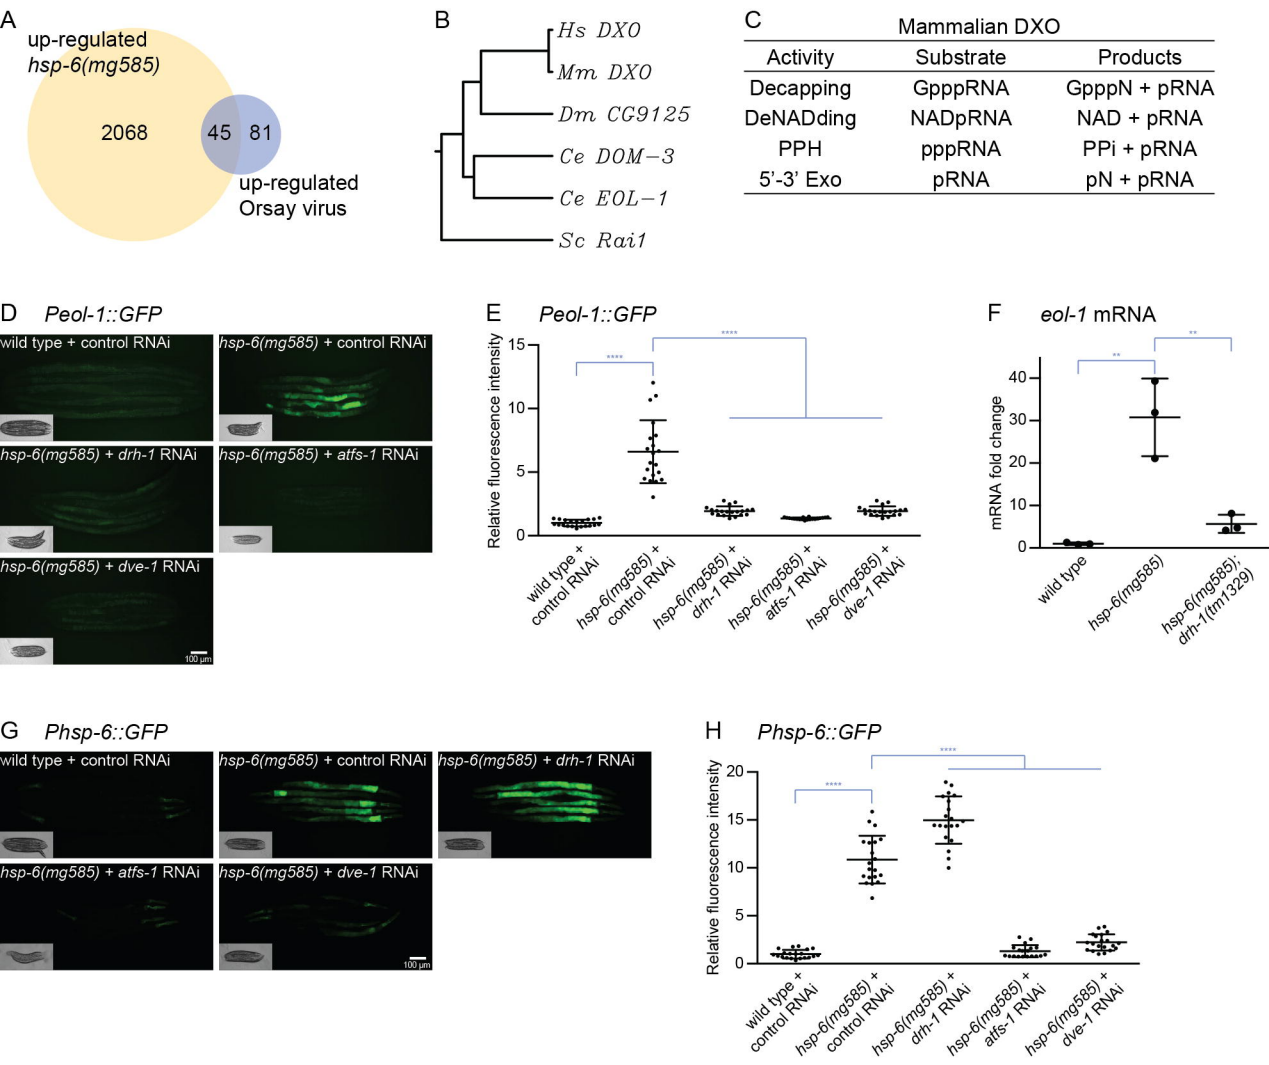 A
up-regulated
hsp-6(mg585)
2068
45
81
up-regulated
Orsay virus
B
Hs DXO
Mm DXO
Dm CG9125
Ce DOM-3
Ce EOL-1
Sc Rai1
C
Mammalian DXO
Activity Substrate Products
Decapping GpppRNA GpppN + pRNA
DeNADding NADpRNA NAD + pRNA
PPH pppRNA PPi + pRNA
5'-3' Exo pRNA pN + pRNA
D Peol-1::GFP
wild type + control RNAi
hsp-6(mg585) + control RNAi
hsp-6(mg585) + drh-1 RNAi
hsp-6(mg585) + atfs-1 RNAi
hsp-6(mg585) + dve-1 RNAi
100 µm
E Peol-1::GFP
Relative fluorescence intensity
15
10
5
0
****
****
wild type +
control RNAi
hsp-6(mg585) +
control RNAi
hsp-6(mg585) +
drh-1 RNAi
hsp-6(mg585) +
atfs-1 RNAi
hsp-6(mg585) +
dve-1 RNAi
F eol-1 mRNA
mRNA fold change
40
30
20
10
0
**
**
wild type
hsp-6(mg585)
hsp-6(mg585);
drh-1(tm1329)
G Phsp-6::GFP
wild type + control RNAi
hsp-6(mg585) + control RNAi
hsp-6(mg585) + drh-1 RNAi
hsp-6(mg585) + atfs-1 RNAi
hsp-6(mg585) + dve-1 RNAi
100 µm
H Phsp-6::GFP
Relative fluorescence intensity
20
15
10
5
0
****
****
wild type +
control RNAi
hsp-6(mg585) +
control RNAi
hsp-6(mg585) +
drh-1 RNAi
hsp-6(mg585) +
atfs-1 RNAi
hsp-6(mg585) +
dve-1 RNAi